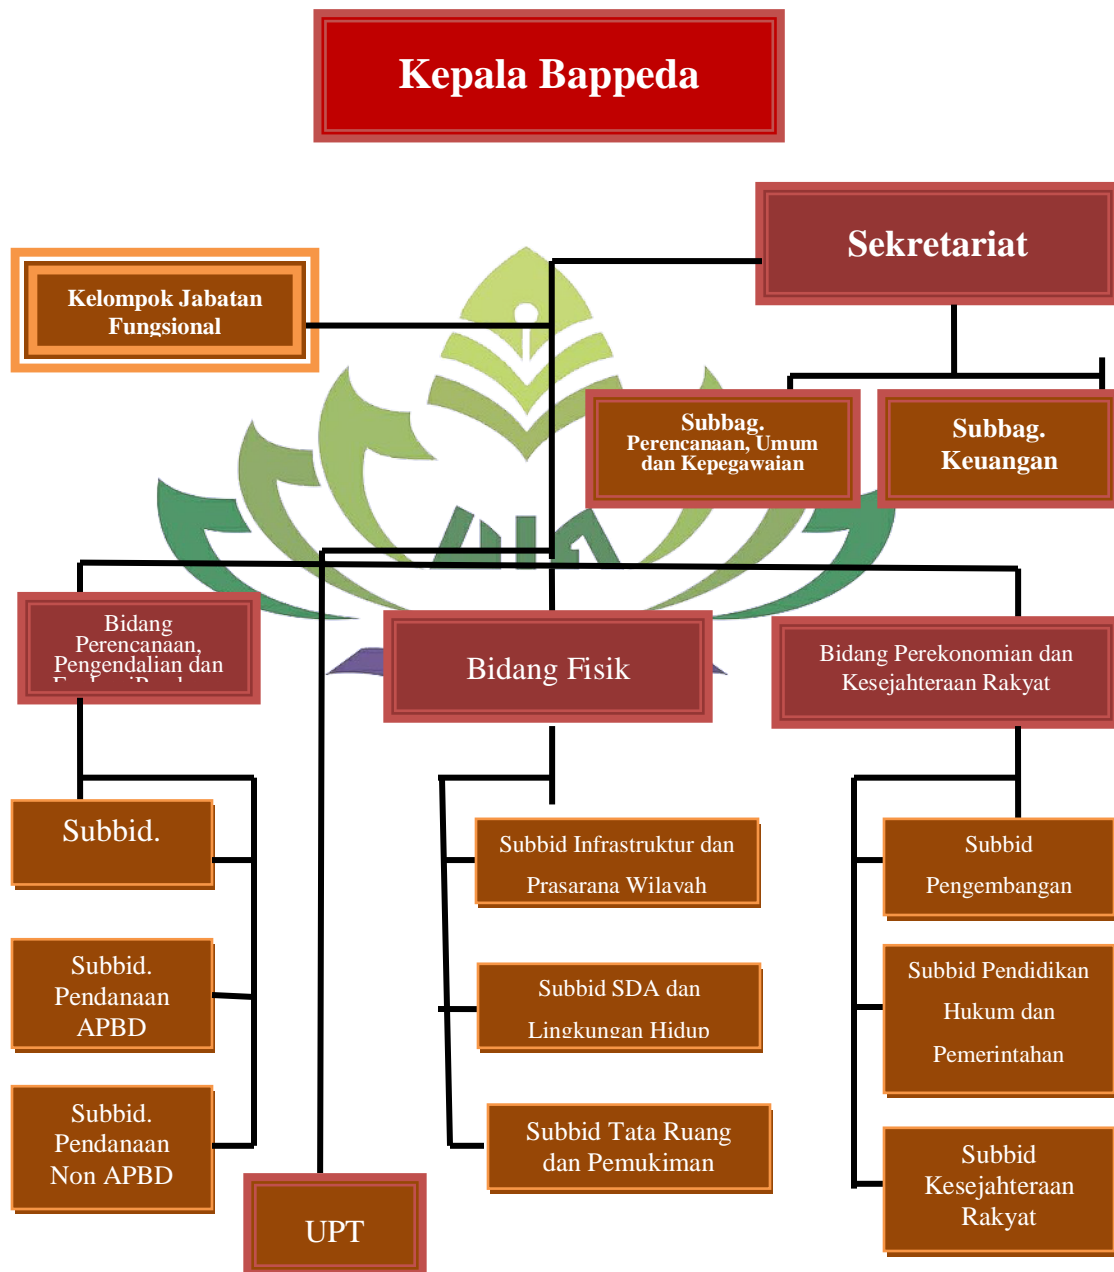 Kepala Bappeda
Sekretariat
Kelompok Jabatan
Fungsional
Subbag.
Perencanaan, Umum
dan Kepegawaian
Subbag.
Keuangan
Bidang
Perencanaan,
Pengendalian dan
Bidang Fisik
Bidang Perekonomian dan
Kesejahteraan Rakyat
Subbid.
Subbid.
Pendanaan
APBD
Subbid.
Pendanaan
Non APBD
Subbid Infrastruktur dan
Prasarana Wilayah
Subbid SDA dan
Lingkungan Hidup
Subbid Tata Ruang
dan Pemukiman
Subbid
Pengembangan
Subbid Pendidikan
Hukum dan
Pemerintahan
Subbid
Kesejahteraan
Rakyat
UPT